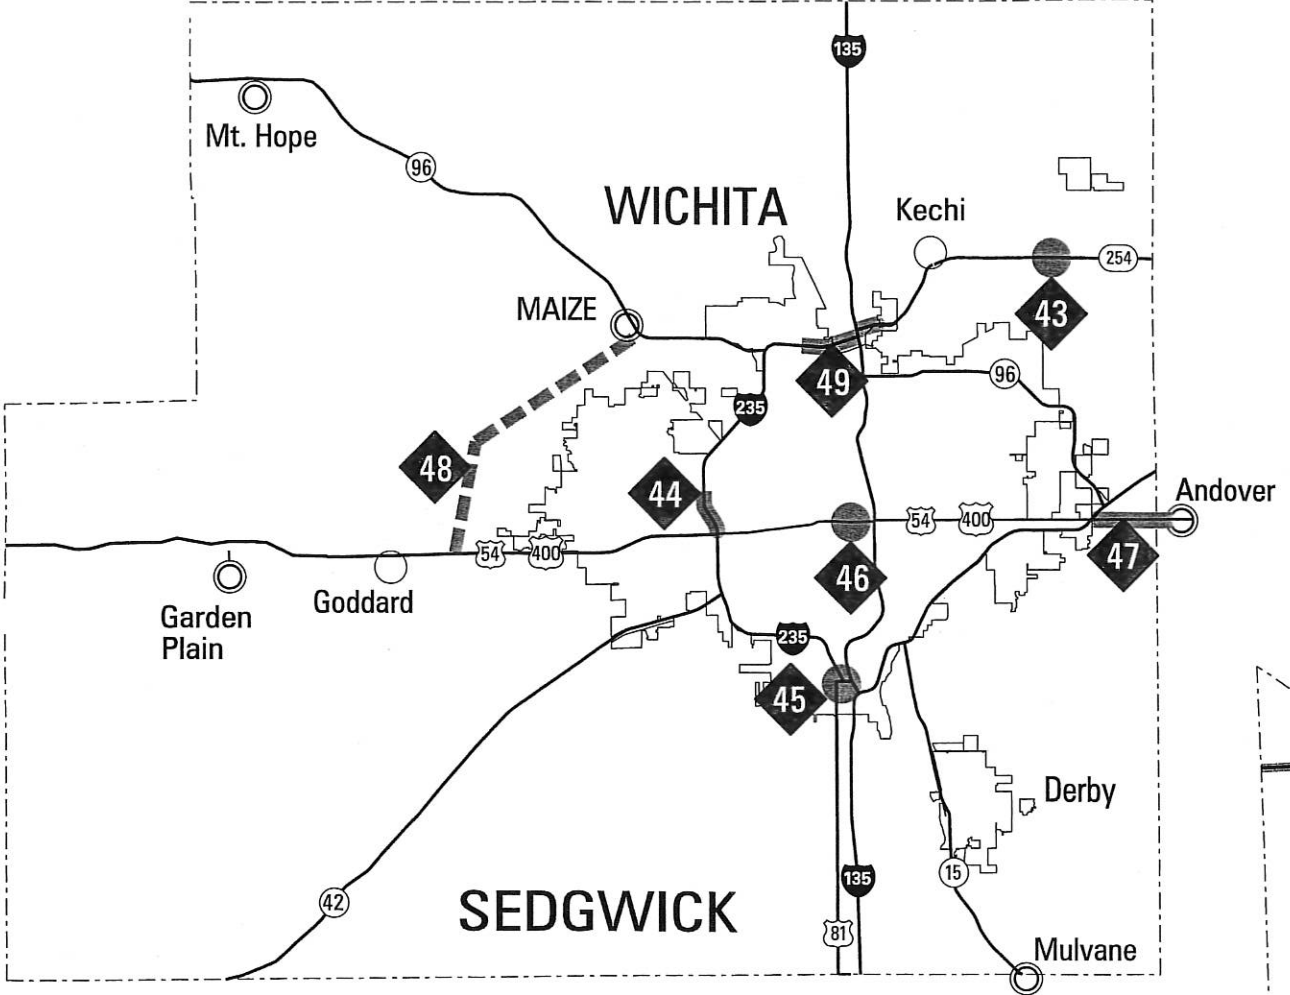 135
Mt. Hope
96
WICHITA
Kechi
254
MAIZE
43
49
96
235
48
44
Andover
54
400
54
400
47
46
Goddard
Garden
Plain
235
45
Derby
135
15
42
SEDGWICK
81
Mulvane